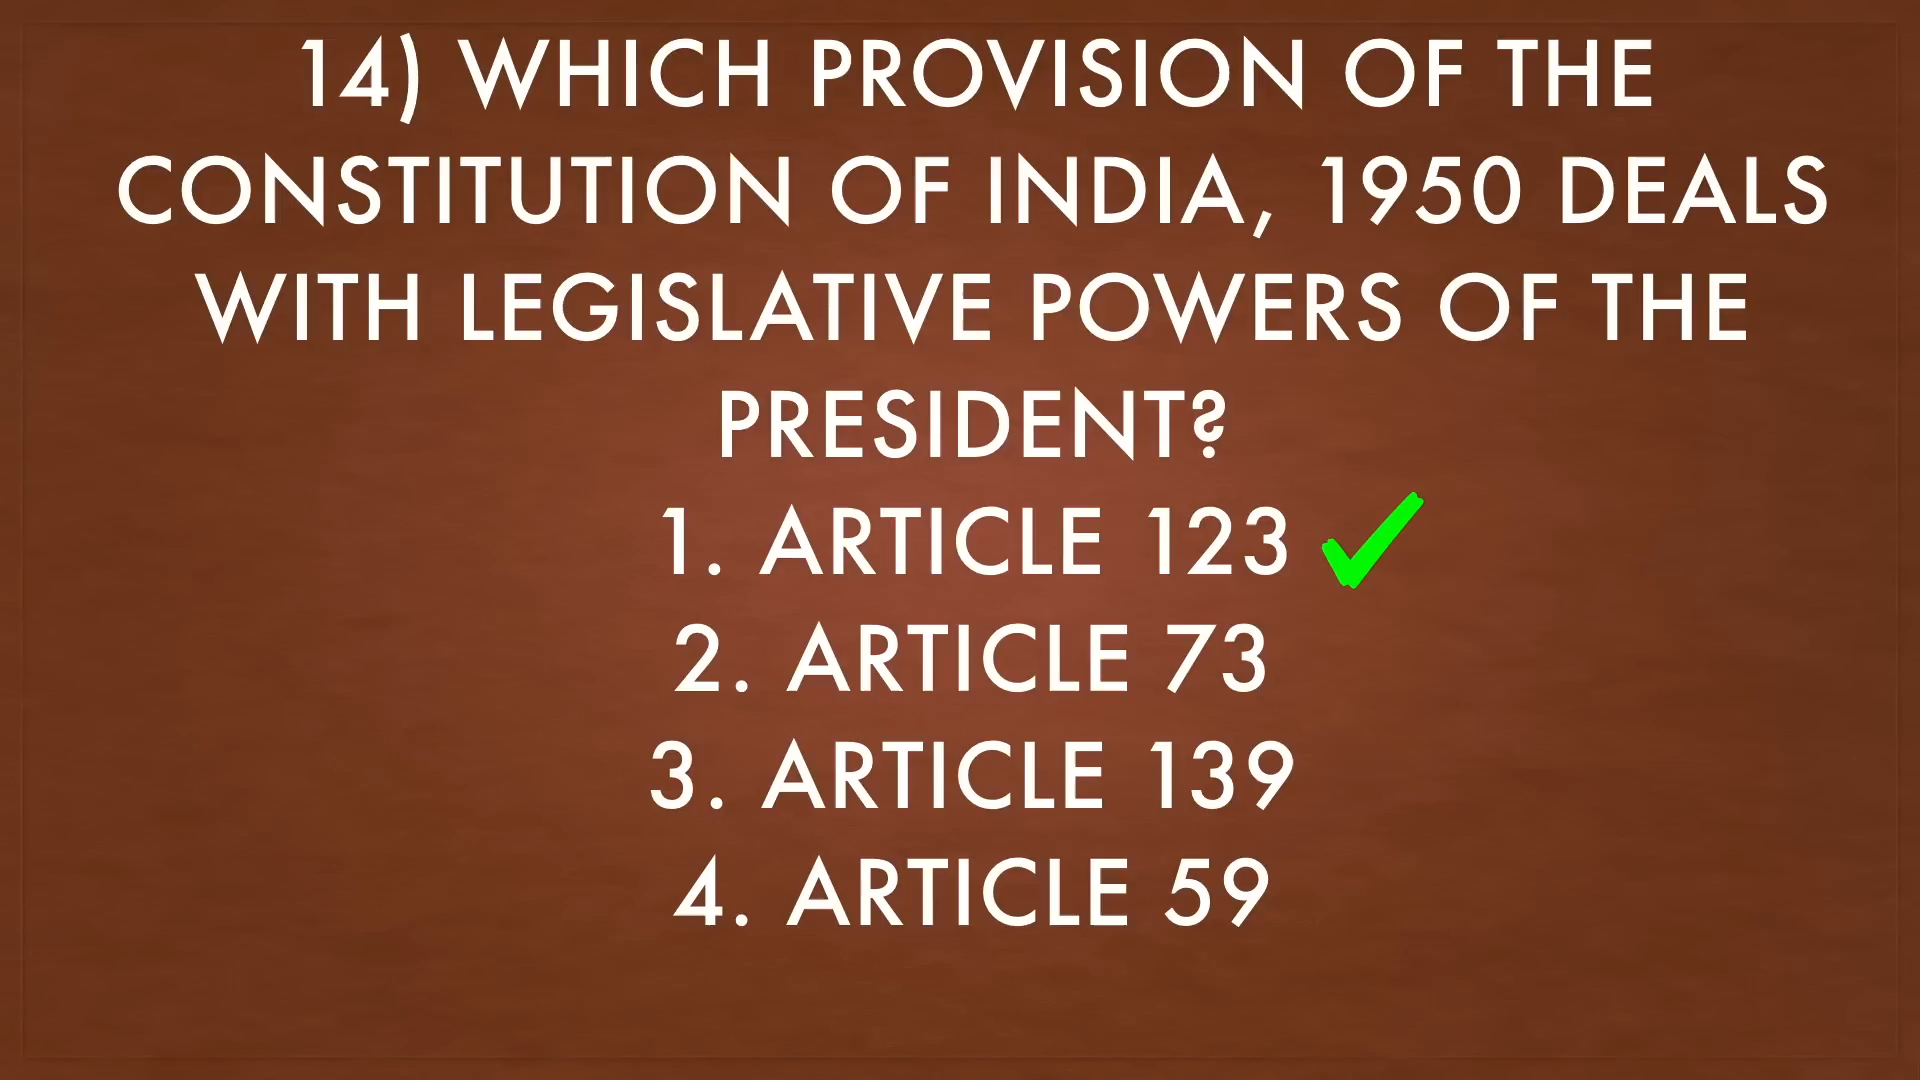 14) WHICH PROVISION OF THE
CONSTITUTION OF INDIA, 1950 DEALS
WITH LEGISLATIVE POWERS OF THE
PRESIDENT?
1. ARTICLE 123
2. ARTICLE 73
3. ARTICLE 139
4. ARTICLE 59